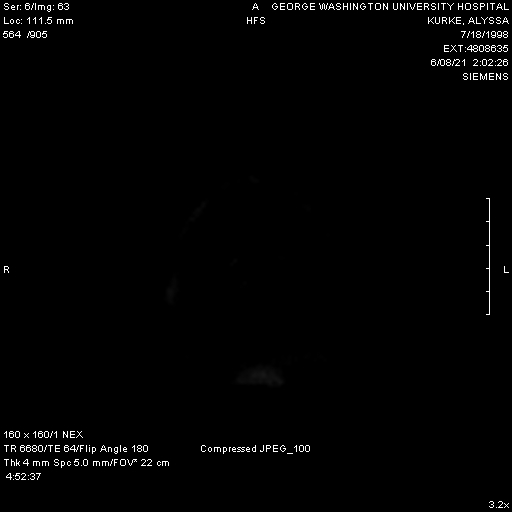 Ser: 6/Img: 63
Loc: 111.5 mm
564 /905
A
HFS
GEORGE WASHINGTON UNIVERSITY HOSPITAL
KURKE, ALYSSA
7/18/1998
EXT:4808635
6/08/21 2:02:26
SIEMENS
R
L
160 x 160/1 NEX
TR 6680/TE 64/Flip Angle 180
Thk 4 mm Spc 5.0 mm/FOV* 22 cm
4:52:37
Compressed JPEG_100
3.2x